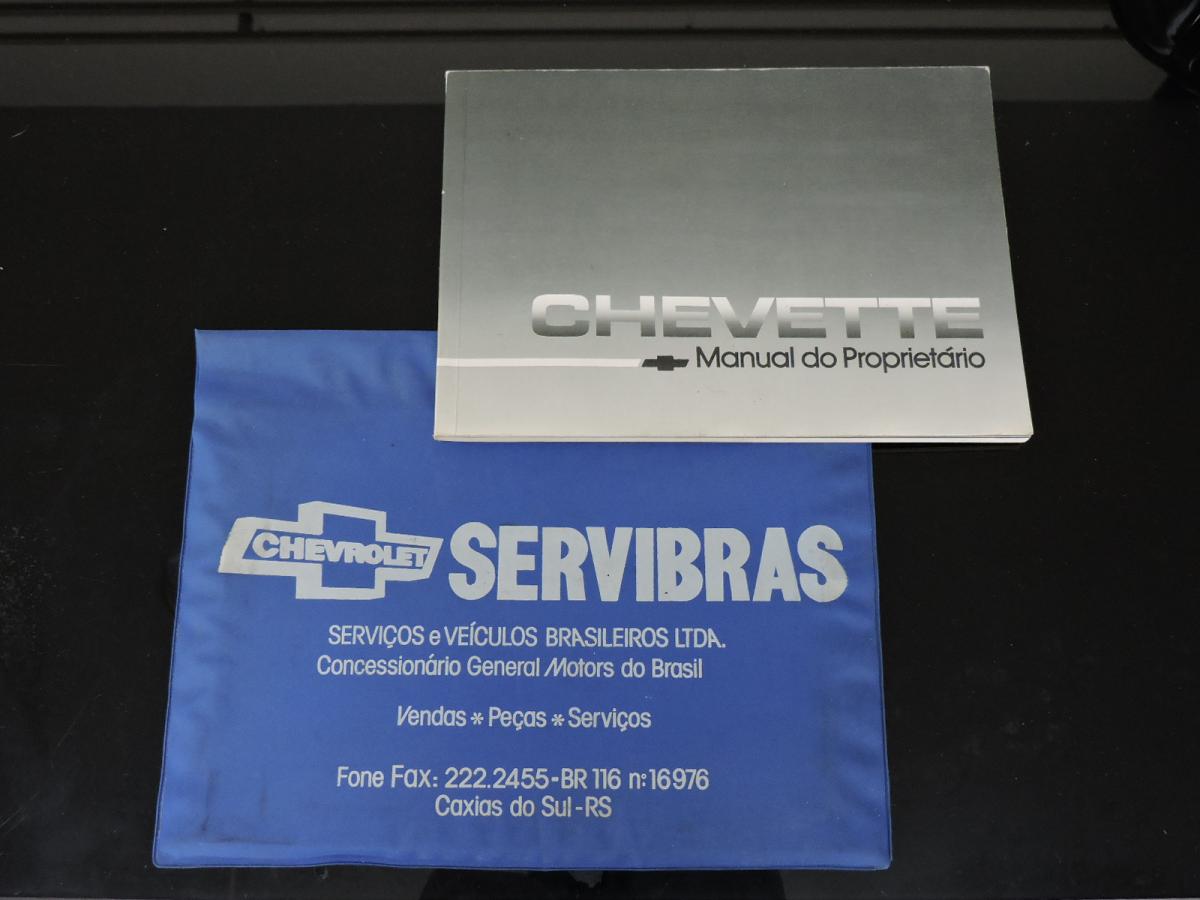 CHEVETTE
Manual do Proprietário
CHEVROLET
SERVIBRAS
SERVIÇOS e VEÍCULOS BRASILEIROS LTDA.
Concessionário General Motors do Brasil
Vendas * Peças * Serviços
Fone Fax: 222.2455-BR 116 nº 16976
Caxias do Sul-RS